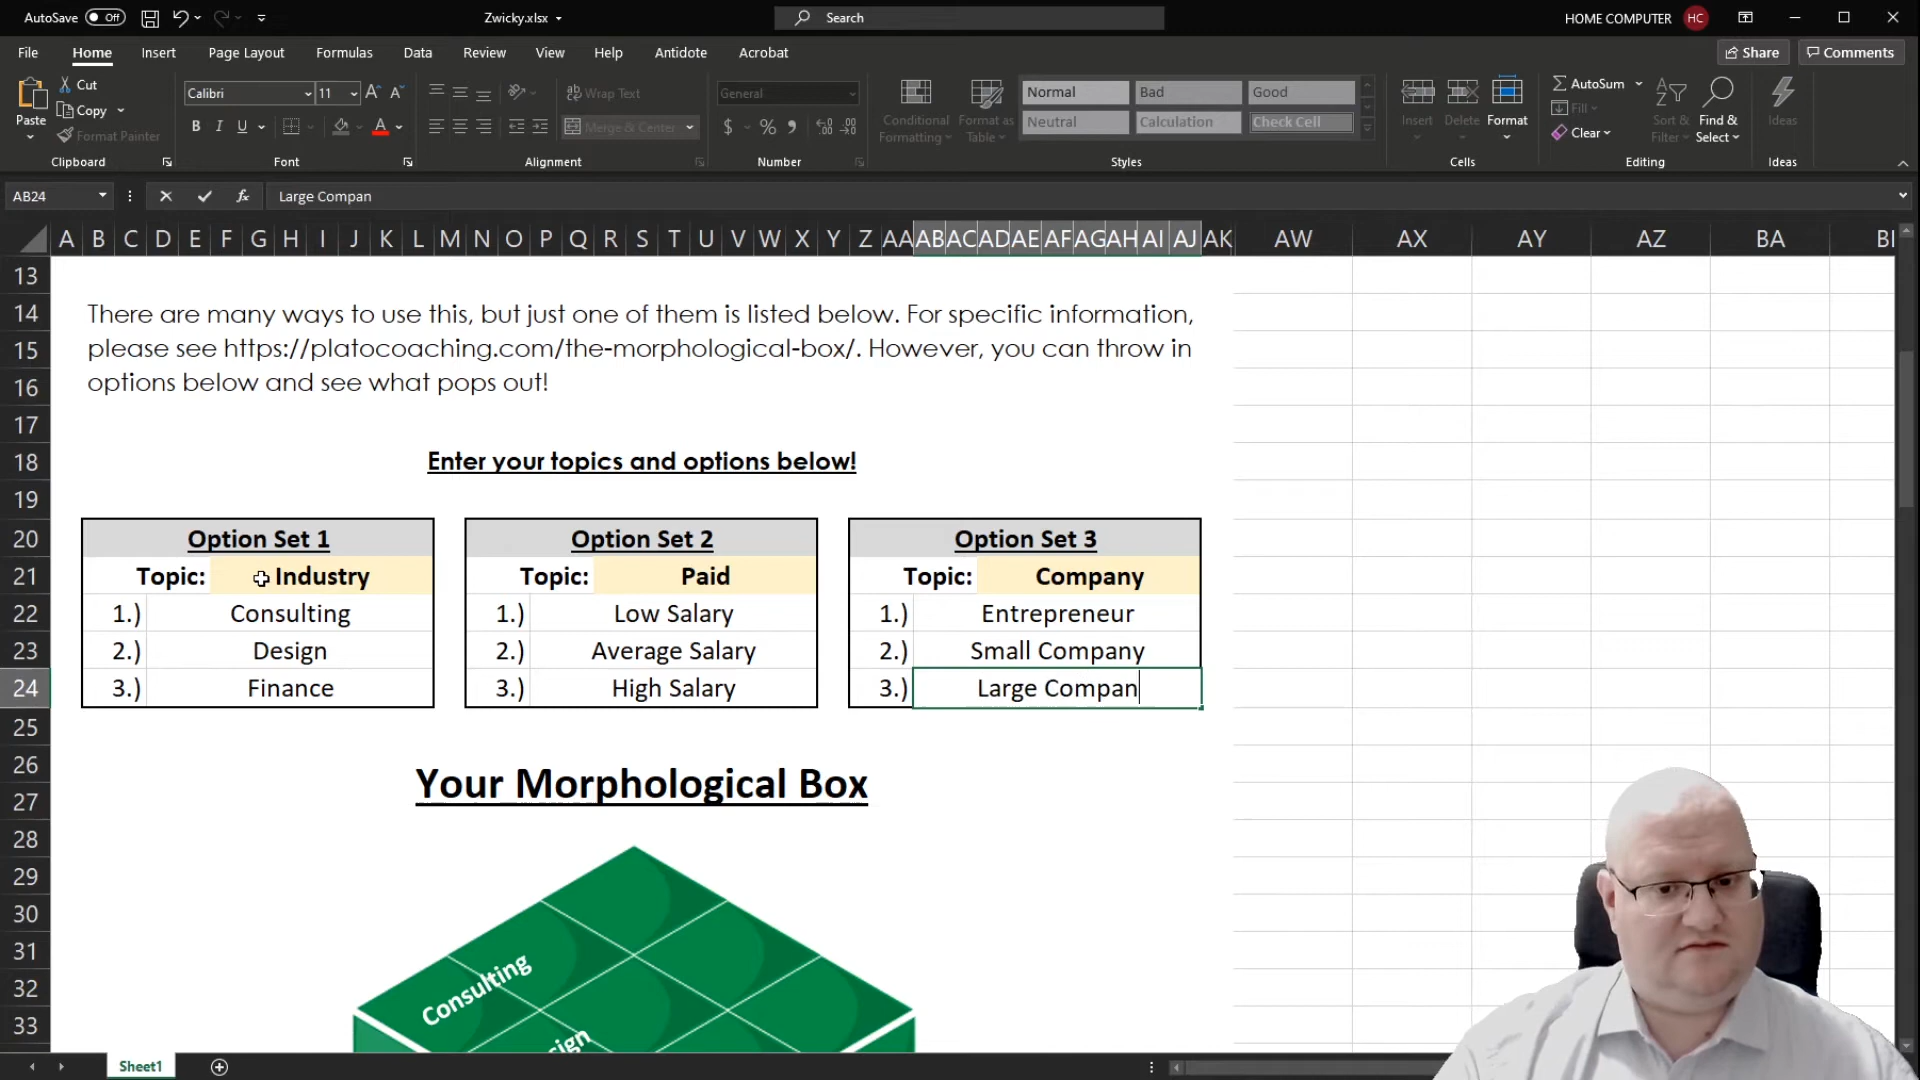 AutoSave Off Zwicky.xlsx Search HOME COMPUTER HC
File Home Insert Page Layout Formulas Data Review View Help Antidote Acrobat Share Comments
Paste Cut Copy Format Painter
Calibri 11
B I U A
Wrap Text
Merge & Center
General
$ %
Conditional Formatting Format as Table
Normal Bad Good
Neutral Calculation Check Cell
Insert Delete Format
AutoSum
Fill
Clear
Sort & Filter Find & Select Ideas
Clipboard Font Alignment Number Styles Cells Editing Ideas
AB24 fx Large Compan
A B C D E F G H I J K L M N O P Q R S T U V W X Y Z AA AB AC AD AE AF AG AH AI AJ AK AW AX AY AZ BA
13
14 There are many ways to use this, but just one of them is listed below. For specific information,
15 please see https://platocoaching.com/the-morphological-box/. However, you can throw in
16 options below and see what pops out!
17
18 Enter your topics and options below!
19
20 Option Set 1 Option Set 2 Option Set 3
21 Topic: Industry Topic: Paid Topic: Company
22 1.) Consulting 1.) Low Salary 1.) Entrepreneur
23 2.) Design 2.) Average Salary 2.) Small Company
24 3.) Finance 3.) High Salary 3.) Large Compan
25
26
Your Morphological Box
27
28
29
30
31
32
Consulting
33
Sheet1